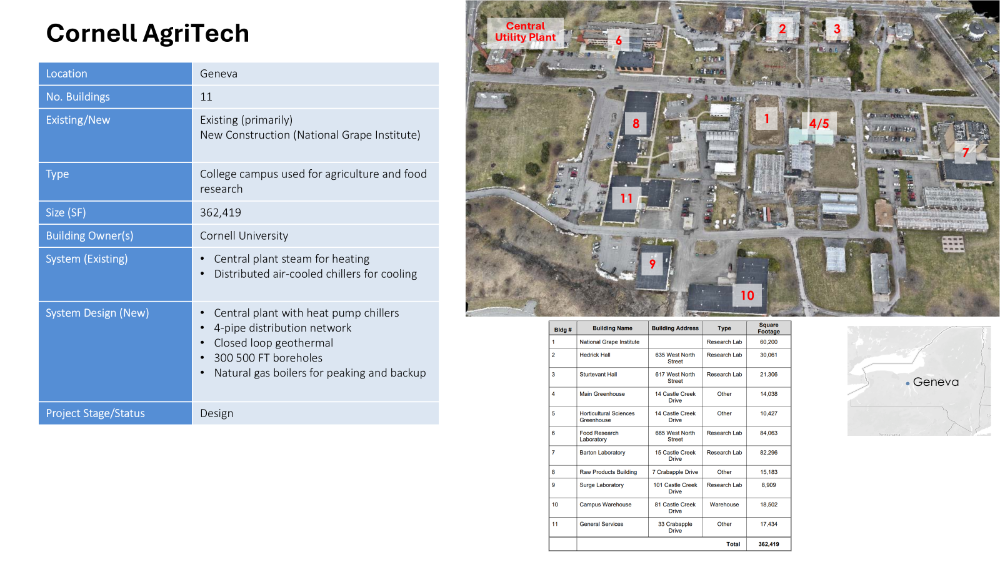 Cornell AgriTech
Location
Geneva
No. Buildings
11
Existing/New
Existing (primarily)
New Construction (National Grape Institute)
Type
College campus used for agriculture and food
research
Size (SF)
362,419
Building Owner(s)
Cornell University
System (Existing)
• Central plant steam for heating
• Distributed air-cooled chillers for cooling
System Design (New)
• Central plant with heat pump chillers
• 4-pipe distribution network
• Closed loop geothermal
• 300 500 FT boreholes
• Natural gas boilers for peaking and backup
Project Stage/Status
Design
Central
Utility Plant
6
2
3
8
1
4/5
7
11
9
10
Bldg # Building Name Building Address Type Square
Footage
1 National Grape Institute Research Lab 60,200
2 Hedrick Hall 635 West North Research Lab 30,061
Street
3 Sturtevant Hall 617 West North Research Lab 21,306
Street
4 Main Greenhouse 14 Castle Creek Other 14,038
Drive
5 Horticultural Sciences 14 Castle Creek Other 10,427
Greenhouse Drive
6 Food Research 665 West North Research Lab 84,063
Laboratory Street
7 Barton Laboratory 15 Castle Creek Research Lab 82,296
Drive
8 Raw Products Building 7 Crabapple Drive Other 15,183
9 Surge Laboratory 101 Castle Creek Research Lab 8,909
Drive
10 Campus Warehouse 81 Castle Creek Warehouse 18,502
Drive
11 General Services 33 Crabapple Other 17,434
Drive
Total 362,419
Geneva
Pennsylvania